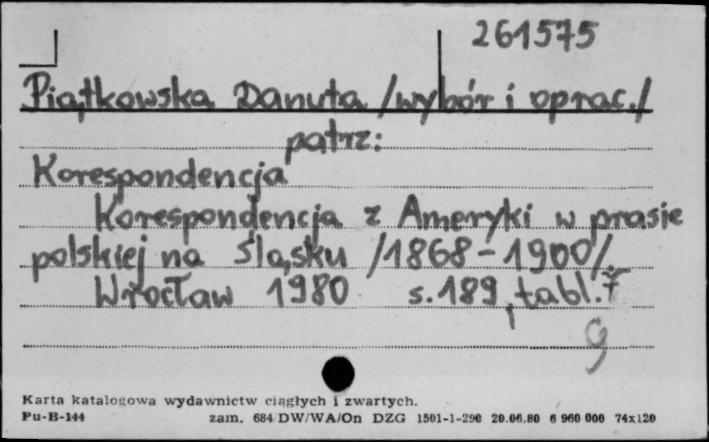 261575
Piątkowska Danuta /wybór i oprac./
patrz:
Korespondencja
Korespondencja z Ameryki w prasie
polskiej na Śląsku /1868-1900/.
Wrocław 1980 s.189, tabl.
9
Karta katalogowa wydawnictw ciągłych i zwartych.
Pu-B-144 zam. 684/DW/WA/On DZG 1501-1-290 20.06.80 6 960 000 74x120